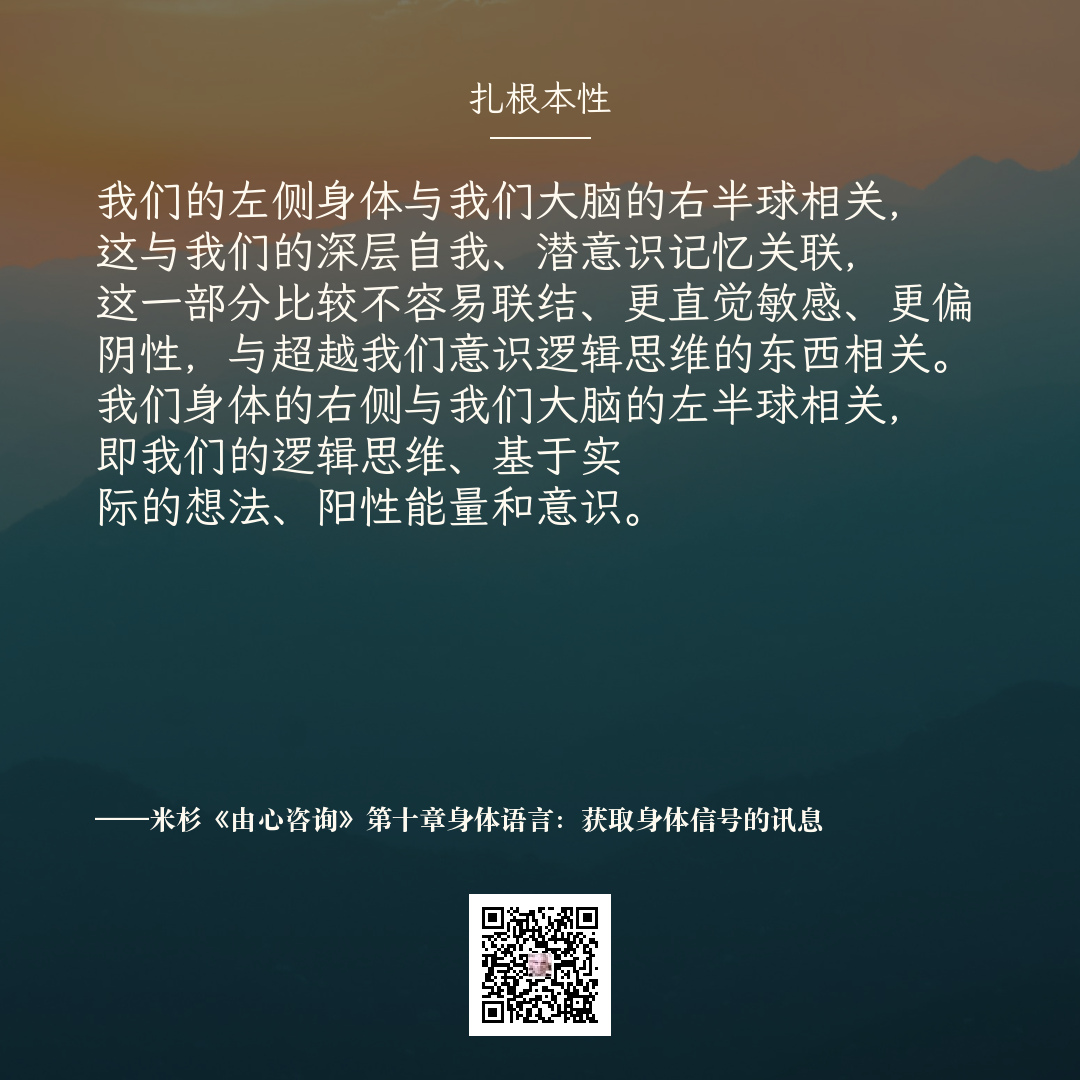 扎根本性
我们的左侧身体与我们大脑的右半球相关，
这与我们的深层自我、潜意识记忆关联，
这一部分比较不容易联结、更直觉敏感、更偏
阴性，与超越我们意识逻辑思维的东西相关。
我们身体的右侧与我们大脑的左半球相关，
即我们的逻辑思维、基于实
际的想法、阳性能量和意识。
——米杉《由心咨询》第十章身体语言：获取身体信号的讯息